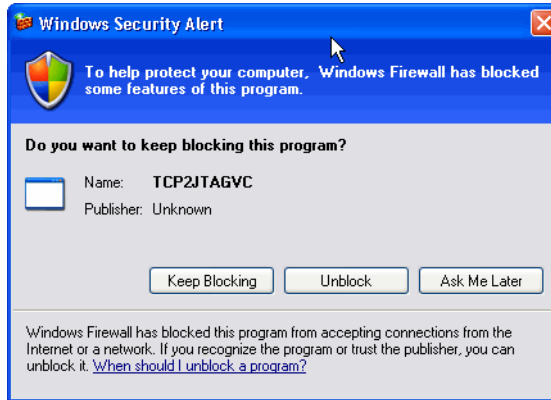 Windows Security Alert
To help protect your computer, Windows Firewall has blocked
some features of this program.
Do you want to keep blocking this program?
Name: TCP2JTAGVC
Publisher: Unknown
Keep Blocking Unblock Ask Me Later
Windows Firewall has blocked this program from accepting connections from the
Internet or a network. If you recognize the program or trust the publisher, you can
unblock it. When should I unblock a program?